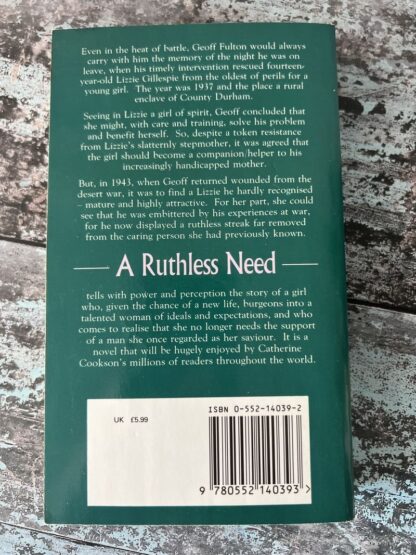 Even in the heat of battle, Geoff Fulton would always
carry with him the memory of the night he was on
leave, when his timely intervention rescued fourteen-
year-old Lizzie Gillespie from the oldest of perils for a
young girl. The year was 1937 and the place a rural
enclave of County Durham.
Seeing in Lizzie a girl of spirit, Geoff concluded that
she might, with care and training, solve his problem
and benefit herself. So, despite a token resistance
from Lizzie's slatternly stepmother, it was agreed that
the girl should become a companion/helper to his
increasingly handicapped mother.
But, in 1943, when Geoff returned wounded from the
desert war, it was to find a Lizzie he hardly recognised
- mature and highly attractive. For her part, she could
see that he was embittered by his experiences at war,
for he now displayed a ruthless streak far removed
from the caring person she had previously known.
A Ruthless Need
tells with power and perception the story of a girl
who, given the chance of a new life, burgeons into a
talented woman of ideals and expectations, and who
comes to realise that she no longer needs the support
of a man she once regarded as her saviour. It is a
novel that will be hugely enjoyed by Catherine
Cookson's millions of readers throughout the world.
UK £5.99
ISBN 0-552-14039-2
9 780552 140393 >